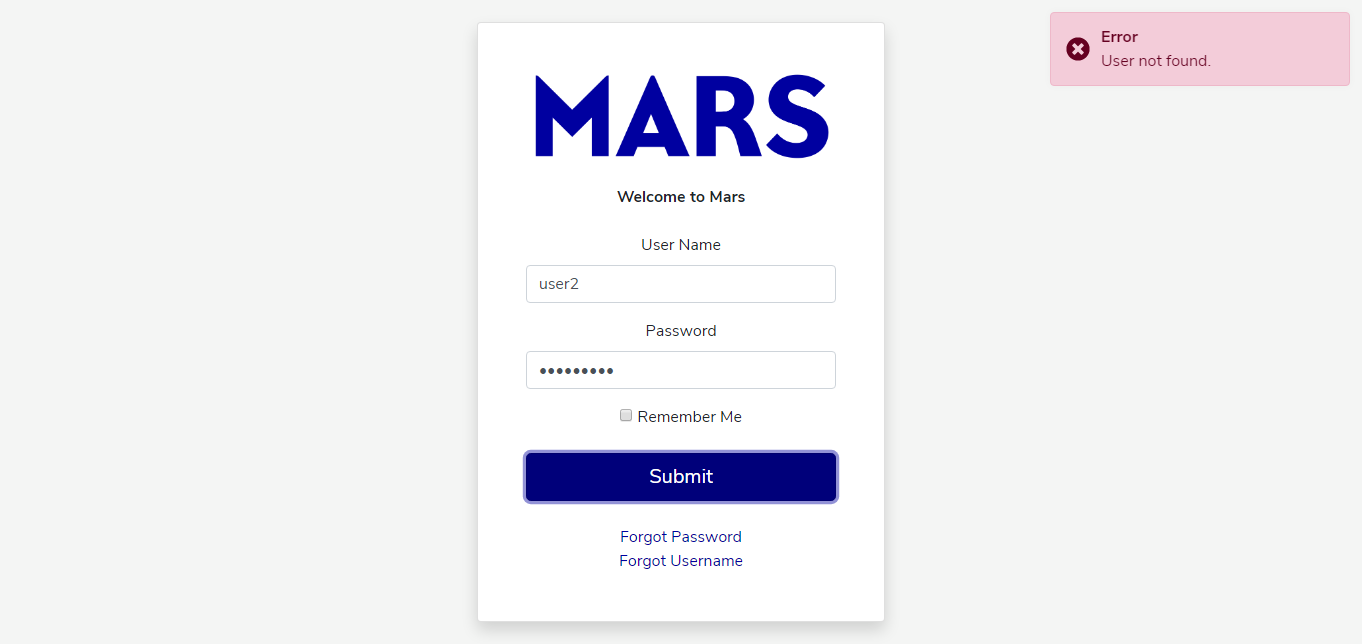 MARS
Welcome to Mars
User Name
user2
Password
•••••••••
Remember Me
Submit
Forgot Password
Forgot Username
Error
User not found.